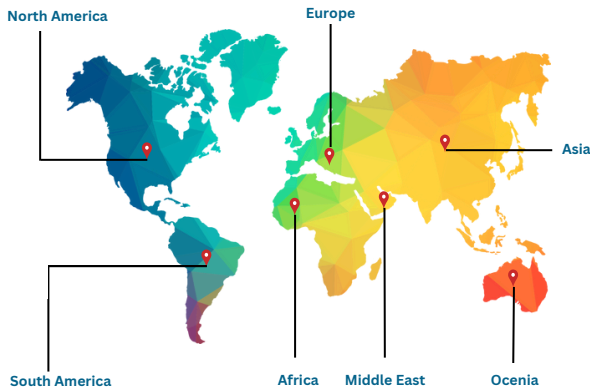 North America
Europe
Asia
South America
Africa
Middle East
Ocenia